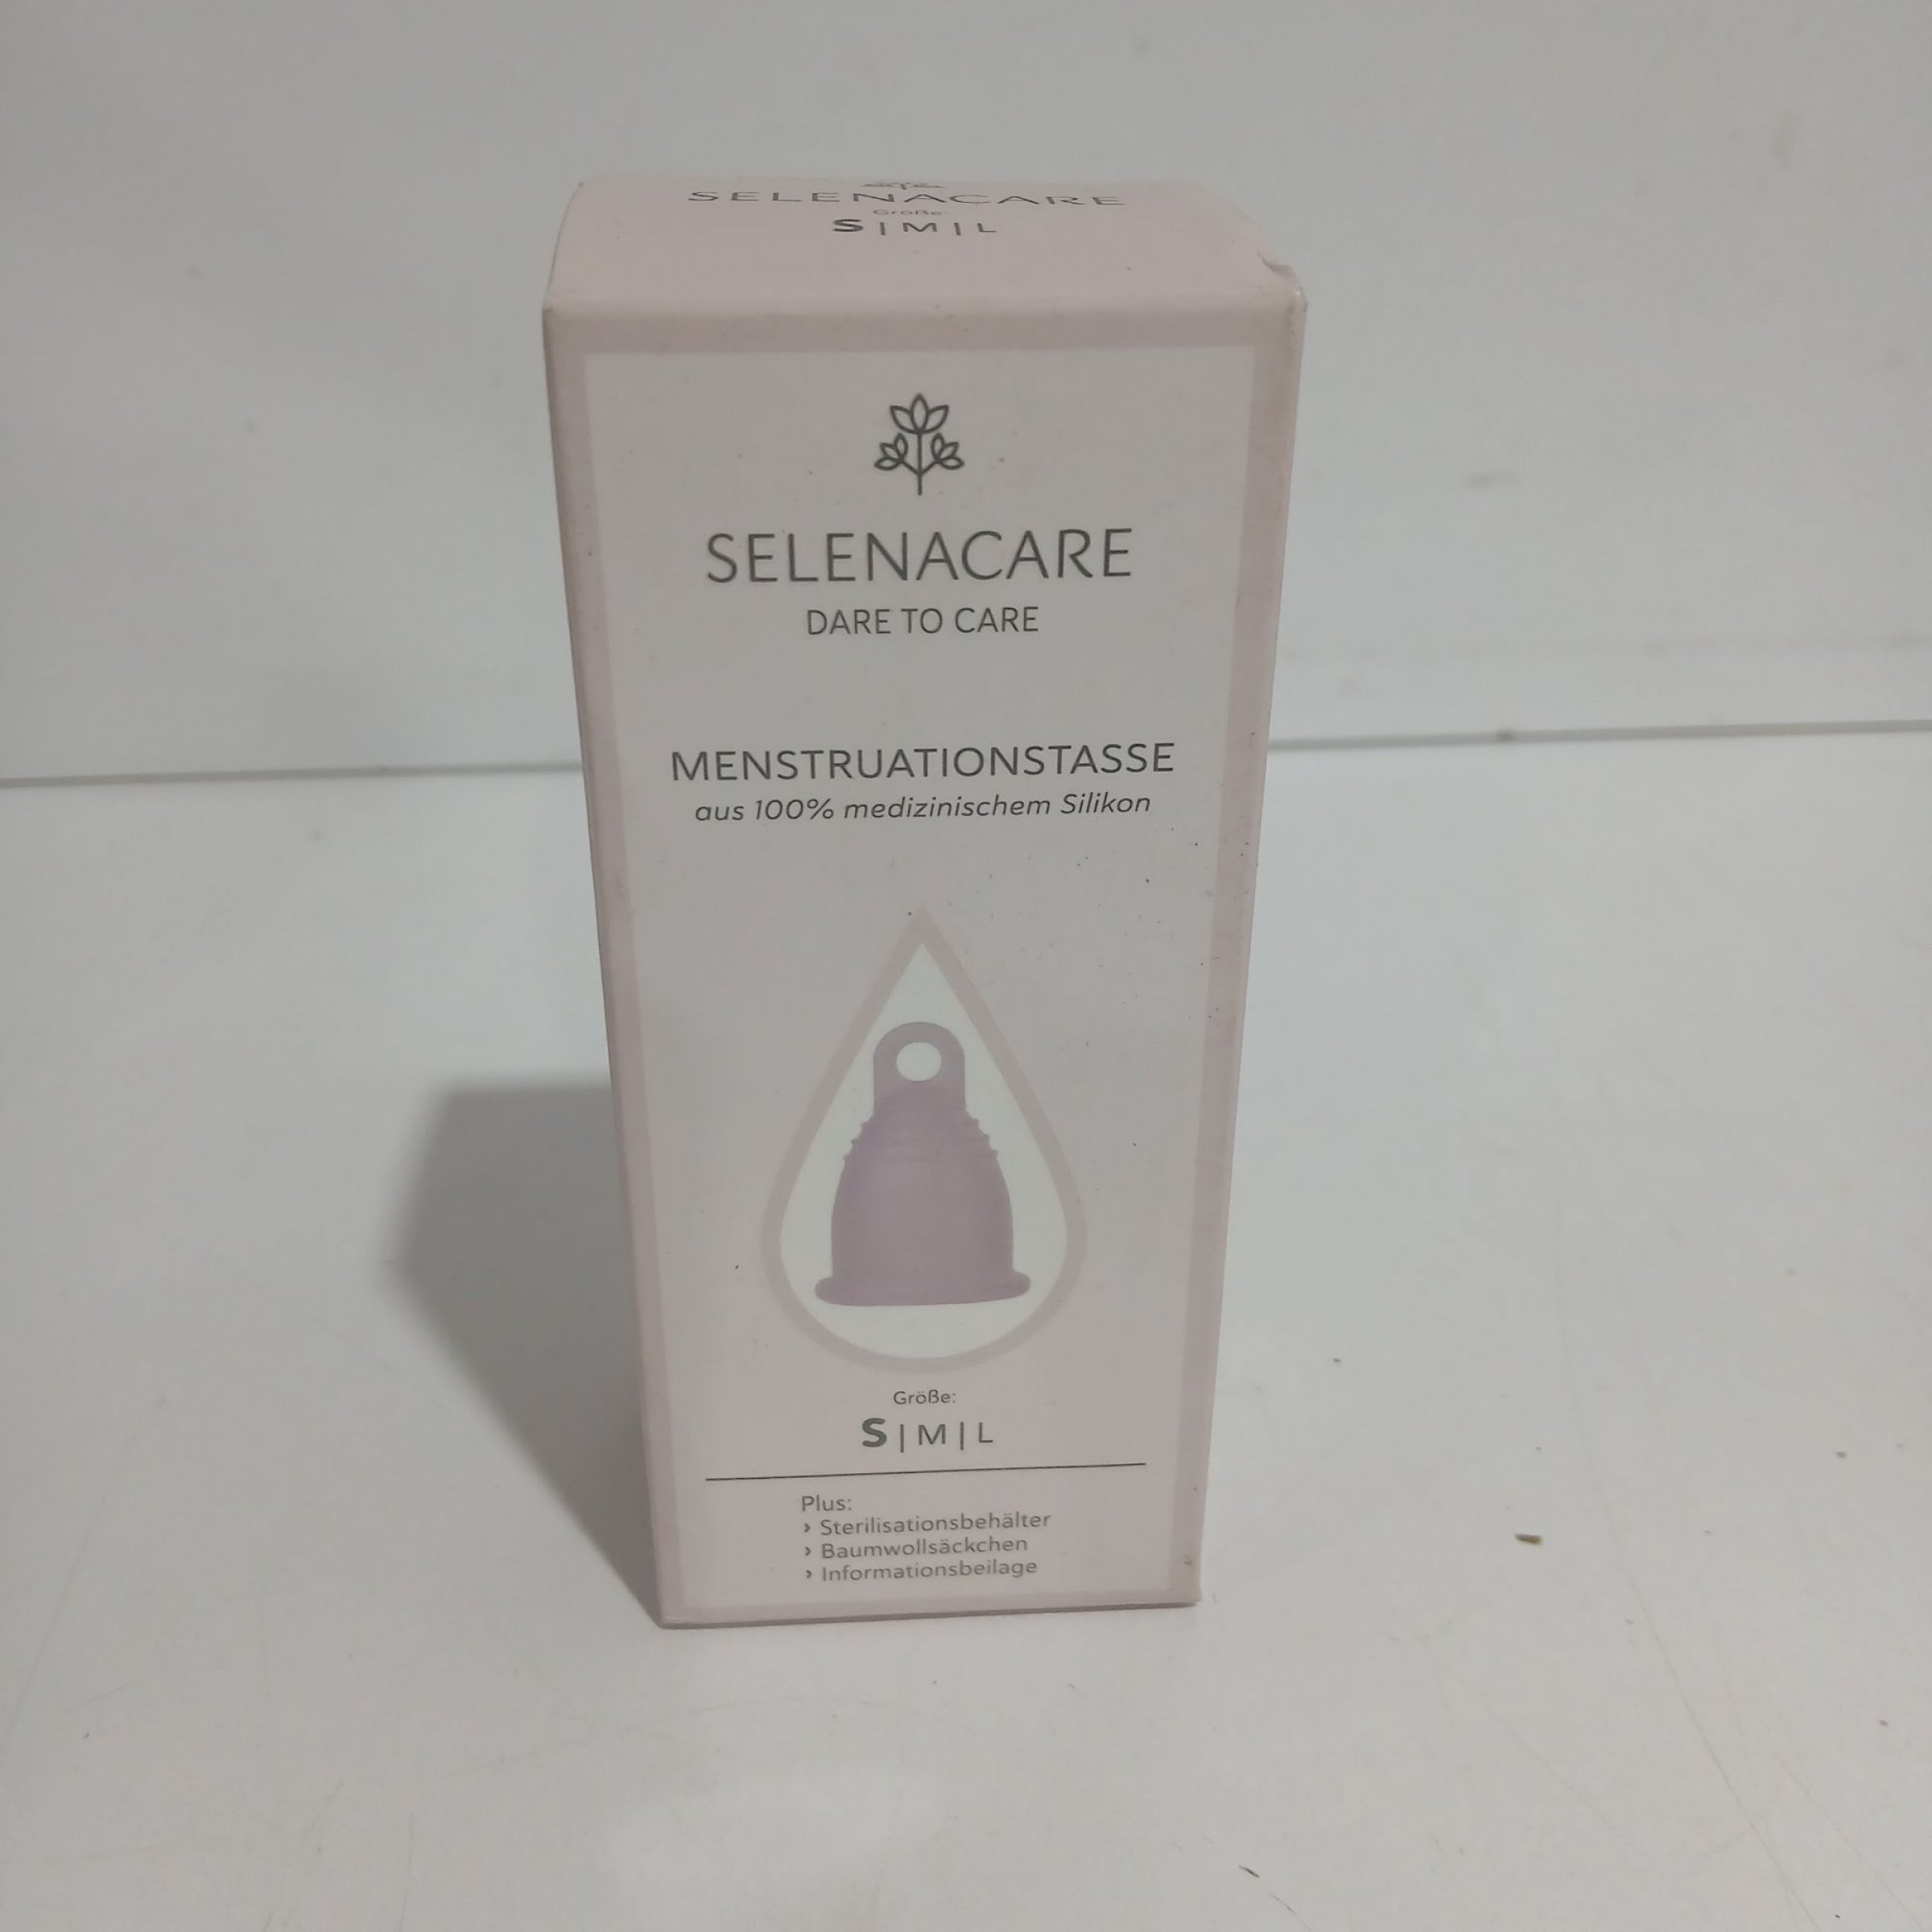 SELENACARE
Größe:
S | M | L
SELENACARE
DARE TO CARE
MENSTRUATIONSTASSE
aus 100% medizinischem Silikon
Größe:
S | M | L
Plus:
› Sterilisationsbehälter
› Baumwollsäckchen
› Informationsbeilage